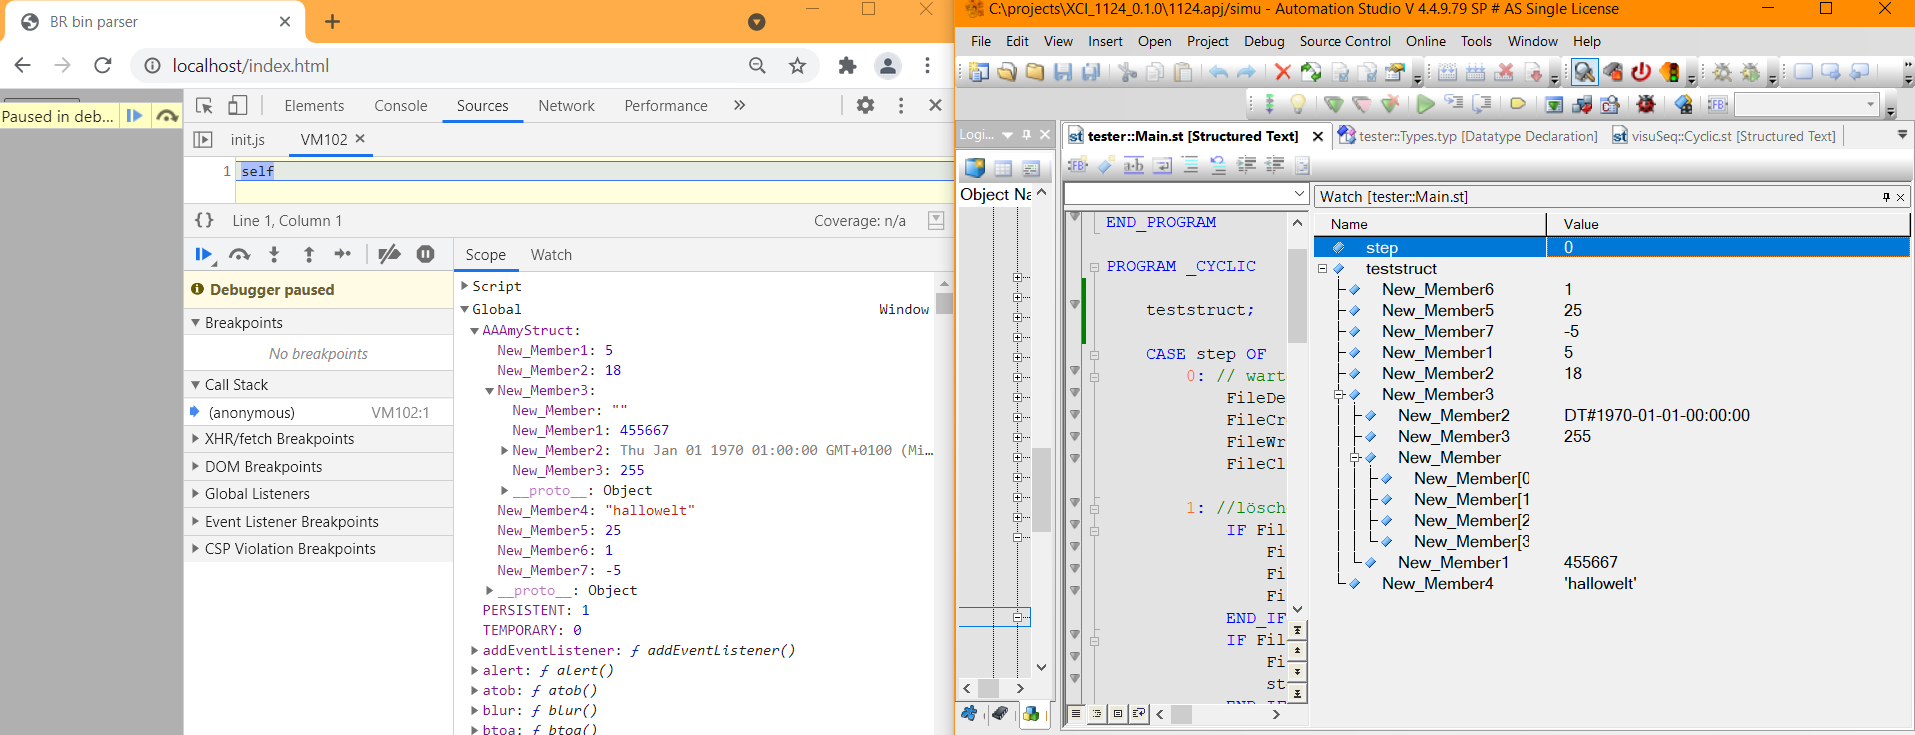 BR bin parser
localhost/index.html
Paused in deb...
Elements Console Sources Network Performance
init.js VM102
1 self
{} Line 1, Column 1 Coverage: n/a
Scope Watch
Debugger paused
Breakpoints
No breakpoints
Call Stack
(anonymous) VM102:1
XHR/fetch Breakpoints
DOM Breakpoints
Global Listeners
Event Listener Breakpoints
CSP Violation Breakpoints
Script
Global Window
AAAmyStruct:
New_Member1: 5
New_Member2: 18
New_Member3:
New_Member: ""
New_Member1: 455667
New_Member2: Thu Jan 01 1970 01:00:00 GMT+0100 (Mi...
New_Member3: 255
__proto__: Object
New_Member4: "hallowelt"
New_Member5: 25
New_Member6: 1
New_Member7: -5
__proto__: Object
PERSISTENT: 1
TEMPORARY: 0
addEventListener: ƒ addEventListener()
alert: ƒ alert()
atob: ƒ atob()
blur: ƒ blur()
btoa: ƒ btoa()
C:\projects\XCI_1124_0.1.0\1124.apj/simu - Automation Studio V 4.4.9.79 SP # AS Single License
File Edit View Insert Open Project Debug Source Control Online Tools Window Help
Logi...
Object Na
tester::Main.st [Structured Text] tester::Types.typ [Datatype Declaration] visuSeq::Cyclic.st [Structured Text]
END_PROGRAM
PROGRAM _CYCLIC
teststruct;
CASE step OF
0: // wart
FileDe
FileCr
FileWr
FileCl
1: //lösch
IF Fil
Fi
Fi
Fi
END_IF
IF Fil
Fi
st
END_IF
Watch [tester::Main.st]
Name Value
step 0
teststruct
New_Member6 1
New_Member5 25
New_Member7 -5
New_Member1 5
New_Member2 18
New_Member3
New_Member2 DT#1970-01-01-00:00:00
New_Member3 255
New_Member
New_Member[0
New_Member[1
New_Member[2
New_Member[3
New_Member1 455667
New_Member4 'hallowelt'